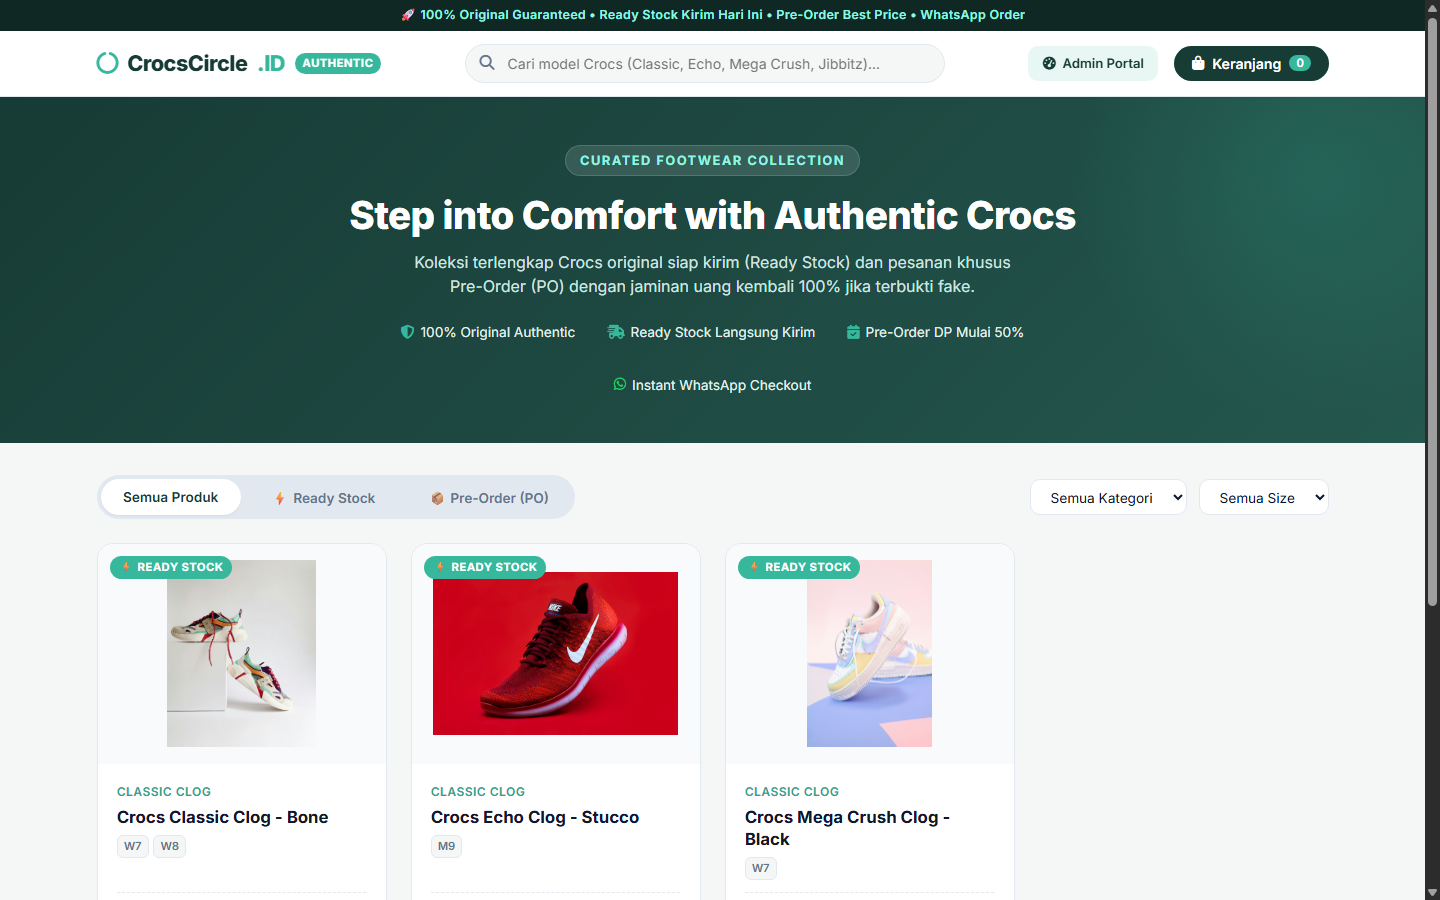 🚀 100% Original Guaranteed • Ready Stock Kirim Hari Ini • Pre-Order Best Price • WhatsApp Order
CrocsCircle .ID AUTHENTIC
Cari model Crocs (Classic, Echo, Mega Crush, Jibbitz)...
Admin Portal
Keranjang 0
CURATED FOOTWEAR COLLECTION
Step into Comfort with Authentic Crocs
Koleksi terlengkap Crocs original siap kirim (Ready Stock) dan pesanan khusus
Pre-Order (PO) dengan jaminan uang kembali 100% jika terbukti fake.
100% Original Authentic
Ready Stock Langsung Kirim
Pre-Order DP Mulai 50%
Instant WhatsApp Checkout
Semua Produk
⚡ Ready Stock
📦 Pre-Order (PO)
Semua Kategori
Semua Size
⚡ READY STOCK
CLASSIC CLOG
Crocs Classic Clog - Bone
W7 W8
⚡ READY STOCK
NIKE
CLASSIC CLOG
Crocs Echo Clog - Stucco
M9
⚡ READY STOCK
CLASSIC CLOG
Crocs Mega Crush Clog -
Black
W7